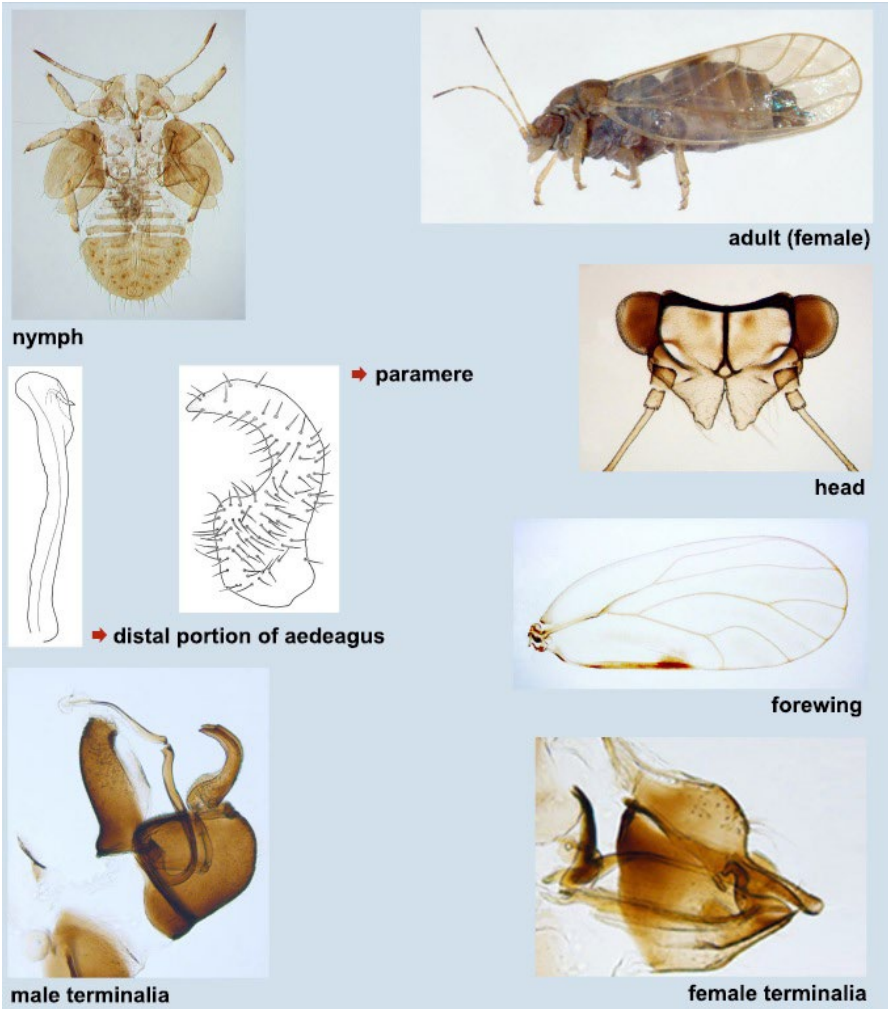 adult (female)
nymph
paramere
head
distal portion of aedeagus
forewing
male terminalia
female terminalia